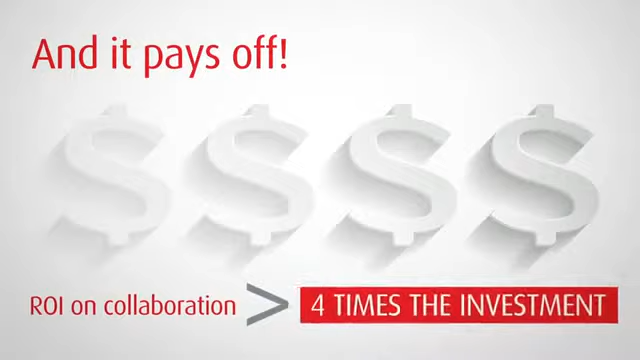 And it pays off!
$ $ $ $
ROI on collaboration > 4 TIMES THE INVESTMENT